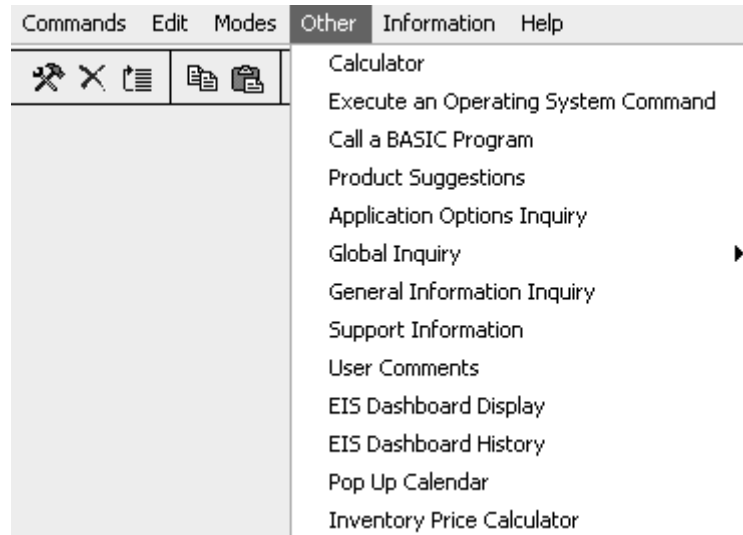 Commands Edit Modes Other Information Help
Calculator
Execute an Operating System Command
Call a BASIC Program
Product Suggestions
Application Options Inquiry
Global Inquiry
General Information Inquiry
Support Information
User Comments
EIS Dashboard Display
EIS Dashboard History
Pop Up Calendar
Inventory Price Calculator